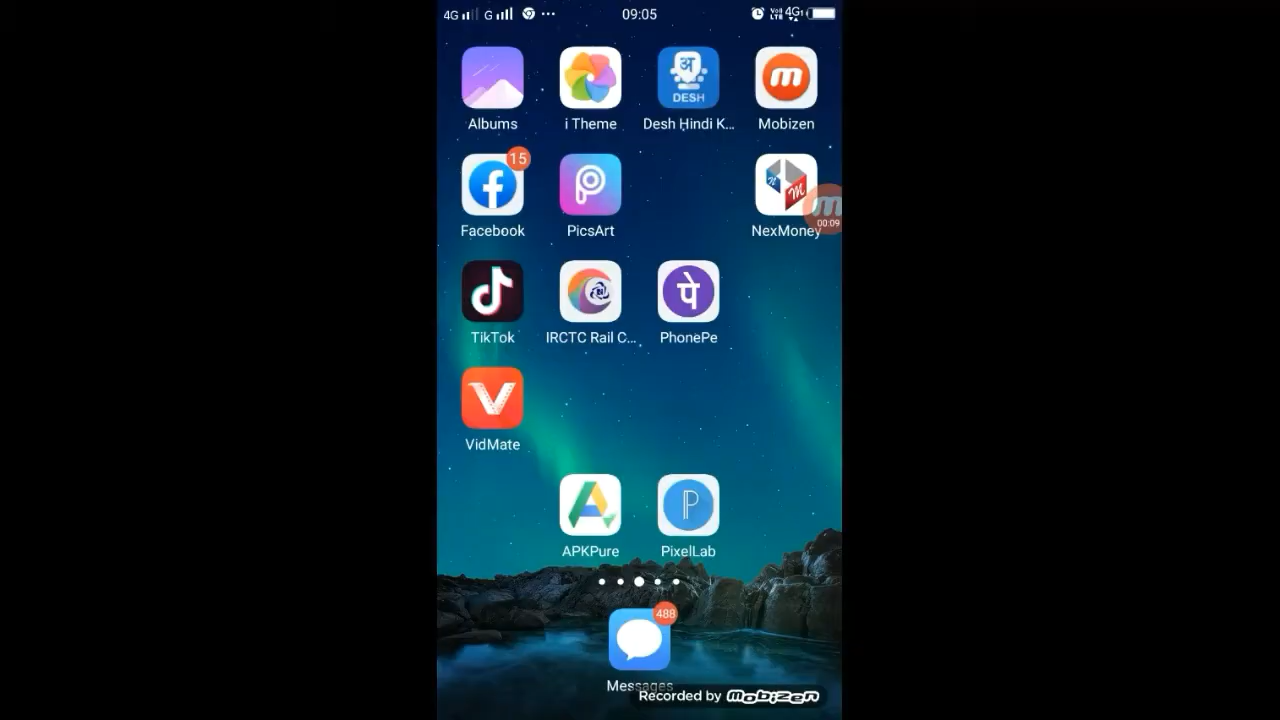 4G G 09:05 VoLTE 4G
अ
DESH
Albums i Theme Desh Hindi K... Mobizen
15
Facebook PicsArt NexMoney
00:09
TikTok IRCTC Rail C... PhonePe
पे
VidMate
APKPure PixelLab
488
Messages
Recorded by Mobizen